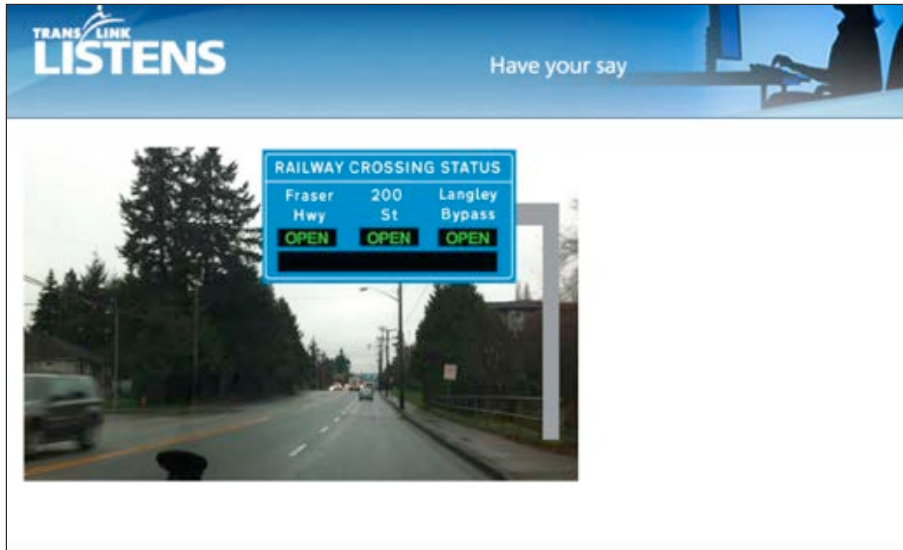 TRANS LINK
LISTENS
Have your say
RAILWAY CROSSING STATUS
Fraser 200 Langley
Hwy St Bypass
OPEN OPEN OPEN